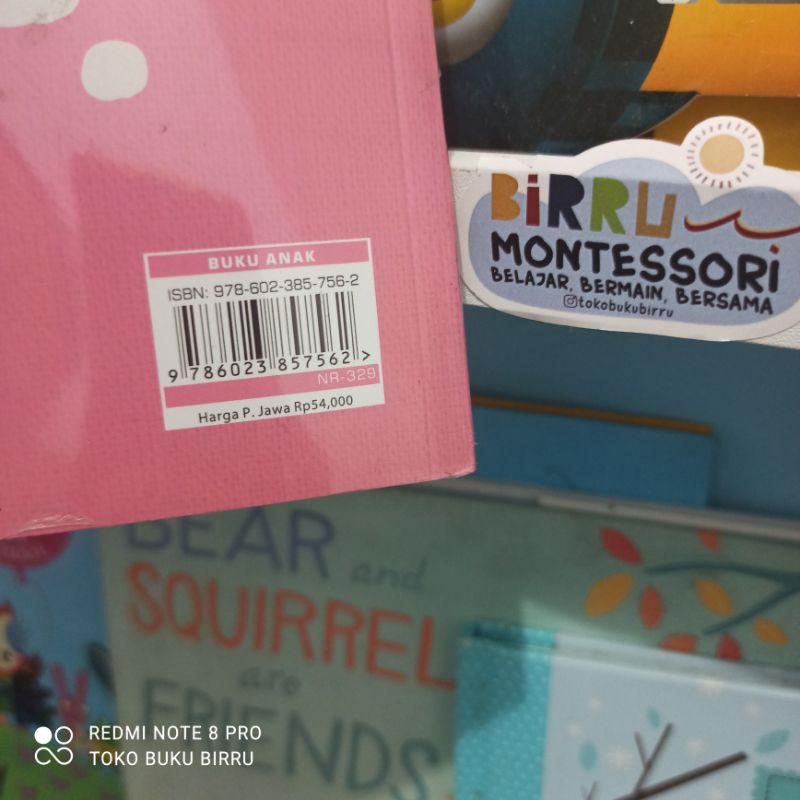 BUKU ANAK
ISBN: 978-602-385-756-2
9 786023 857562 >
NR-329
Harga P. Jawa Rp54,000
BiRRU
MONTESSORi
BELAJAR, BERMAIN, BERSAMA
tokobukubirru
BEAR and
SQUIRREL
are
FRIENDS
REDMI NOTE 8 PRO
TOKO BUKU BIRRU